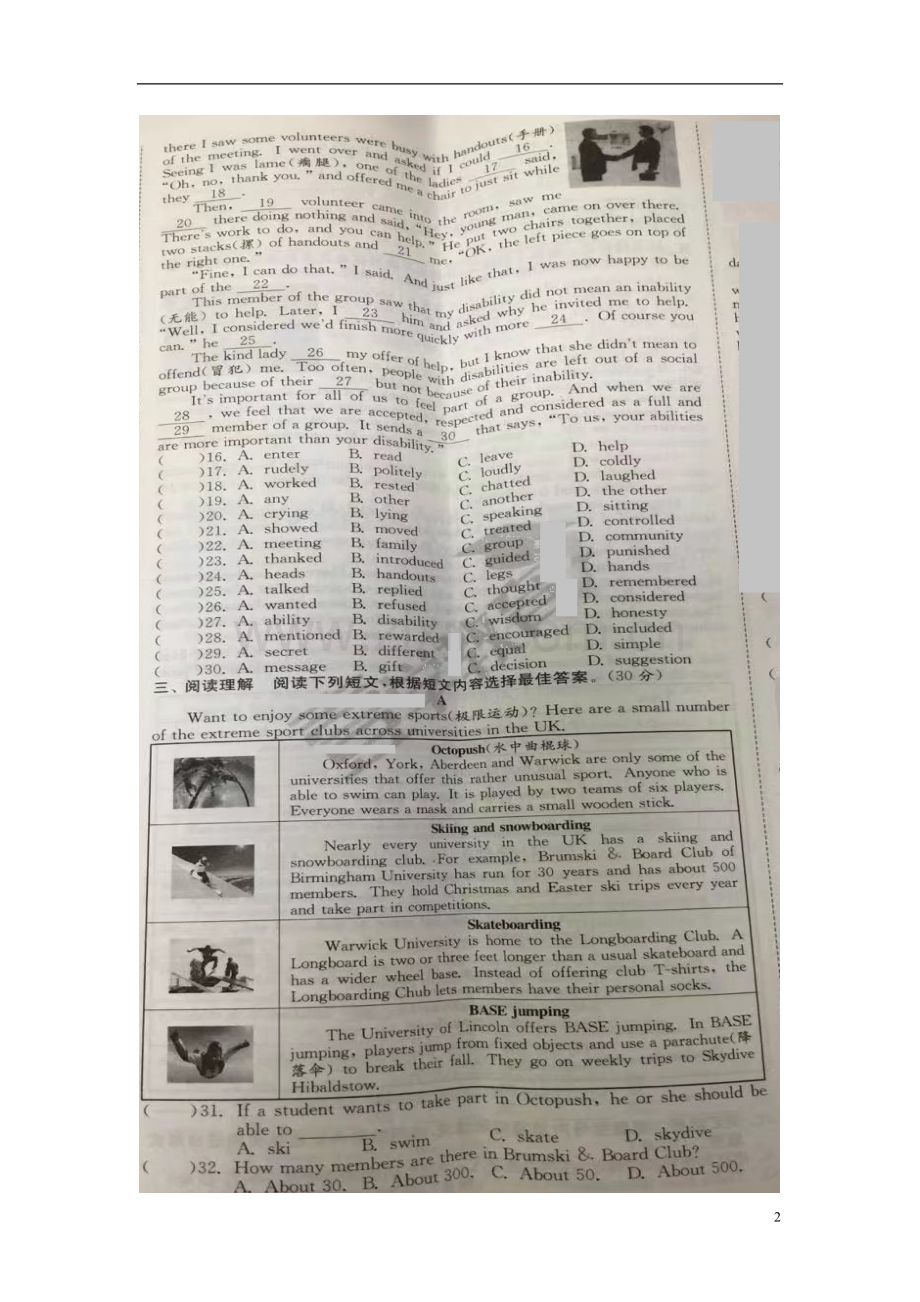 there I saw some volunteers were busy with handouts(手册)
of the meeting. I went over and asked if I could 16 .
Seeing I was lame(瘸腿), one of the ladies 17 said,
"Oh, no, thank you." and offered me a chair to just sit while
they 18 .
Then, 19 volunteer came into the room, saw me
20 there doing nothing and said, "Hey, young man, came on over there.
There's work to do, and you can help." He put two chairs together, placed
two stacks(摞) of handouts and 21 me, "OK, the left piece goes on top of
the right one."
"Fine, I can do that." I said. And just like that, I was now happy to be
part of the 22 .
This member of the group saw that my disability did not mean an inability
(无能) to help. Later, I 23 him and asked why he invited me to help.
"Well, I considered we'd finish more quickly with more 24 . Of course you
can." he 25 .
The kind lady 26 my offer of help, but I know that she didn't mean to
offend(冒犯) me. Too often, people with disabilities are left out of a social
group because of their 27 but not because of their inability.
It's important for all of us to feel part of a group. And when we are
28 , we feel that we are accepted, respected and considered as a full and
29 member of a group. It sends a 30 that says, "To us, your abilities
are more important than your disability."
( )16. A. enter B. read C. leave D. help
( )17. A. rudely B. politely C. loudly D. coldly
( )18. A. worked B. rested C. chatted D. laughed
( )19. A. any B. other C. another D. the other
( )20. A. crying B. lying C. speaking D. sitting
( )21. A. showed B. moved C. treated D. controlled
( )22. A. meeting B. family C. group D. community
( )23. A. thanked B. introduced C. guided D. punished
( )24. A. heads B. handouts C. legs D. hands
( )25. A. talked B. replied C. thought D. remembered
( )26. A. wanted B. refused C. accepted D. considered
( )27. A. ability B. disability C. wisdom D. honesty
( )28. A. mentioned B. rewarded C. encouraged D. included
( )29. A. secret B. different C. equal D. simple
( )30. A. message B. gift C. decision D. suggestion
三、阅读理解 阅读下列短文,根据短文内容选择最佳答案。(30 分)
A
Want to enjoy some extreme sports(极限运动)? Here are a small number
of the extreme sport clubs across universities in the UK.
Octopush(水中曲棍球)
Oxford, York, Aberdeen and Warwick are only some of the
universities that offer this rather unusual sport. Anyone who is
able to swim can play. It is played by two teams of six players.
Everyone wears a mask and carries a small wooden stick.
Skiing and snowboarding
Nearly every university in the UK has a skiing and
snowboarding club. For example, Brumski & Board Club of
Birmingham University has run for 30 years and has about 500
members. They hold Christmas and Easter ski trips every year
and take part in competitions.
Skateboarding
Warwick University is home to the Longboarding Club. A
Longboard is two or three feet longer than a usual skateboard and
has a wider wheel base. Instead of offering club T-shirts, the
Longboarding Chub lets members have their personal socks.
BASE jumping
The University of Lincoln offers BASE jumping. In BASE
jumping, players jump from fixed objects and use a parachute(降
落伞) to break their fall. They go on weekly trips to Skydive
Hibaldstow.
( )31. If a student wants to take part in Octopush, he or she should be
able to ________.
A. ski B. swim C. skate D. skydive
( )32. How many members are there in Brumski & Board Club?
A. About 30. B. About 300. C. About 50. D. About 500.
2